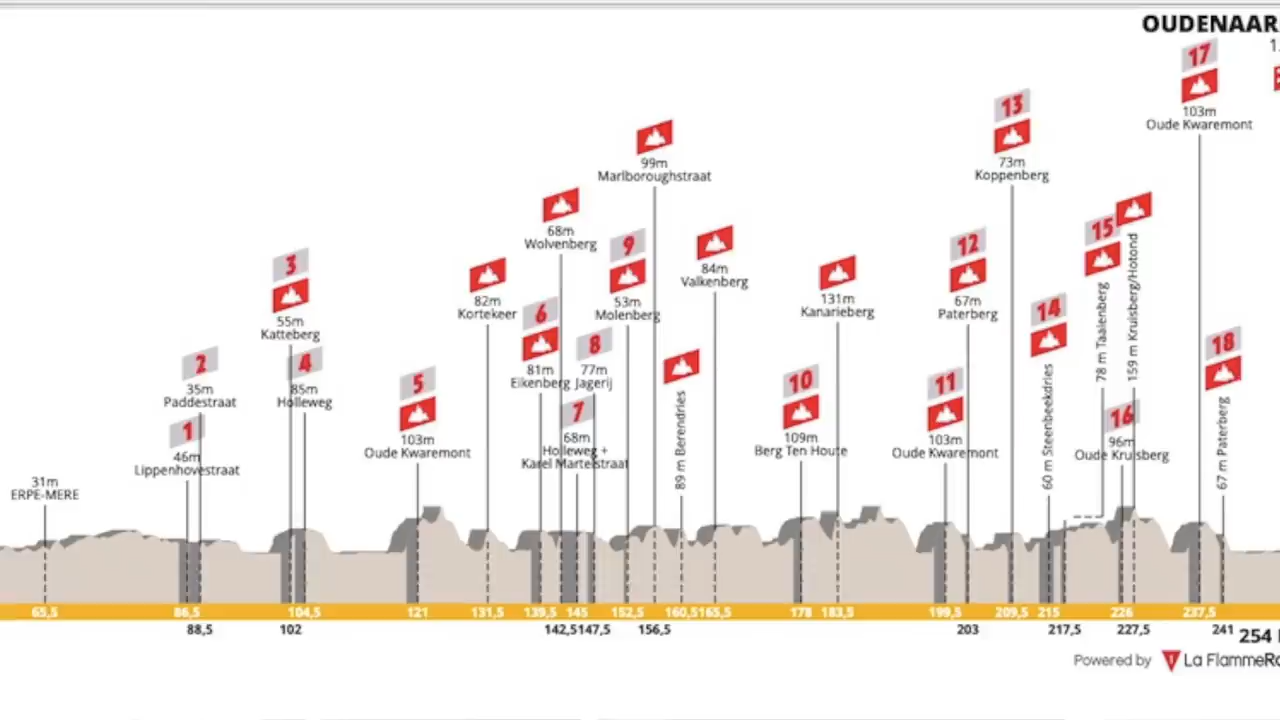 OUDENAAR
17
103m
Oude Kwaremont
13
73m
Koppenberg
99m
Marlboroughstraat
68m
Wolvenberg
15
78 m Taaienberg
159 m Kruisberg/Hotond
9
53m
Molenberg
84m
Valkenberg
12
67m
Paterberg
3
55m
Katteberg
82m
Kortekeer
131m
Kanarieberg
6
81m
Eikenberg
8
77m
Jagerij
14
60 m Steenbeekdries
18
67 m Paterberg
2
35m
Paddestraat
4
85m
Holleweg
5
103m
Oude Kwaremont
89 m Berendries
10
109m
Berg Ten Houte
11
103m
Oude Kwaremont
7
68m
Holleweg +
Karel Martelstraat
16
96m
Oude Kruisberg
1
46m
Lippenhovestraat
31m
ERPE-MERE
65,5 86,5 104,5 121 131,5 139,5 145 152,5 160,5 165,5 178 183,5 199,5 209,5 215 226 237,5
88,5 102 142,5 147,5 156,5 203 217,5 227,5 241 254
Powered by La FlammeRo